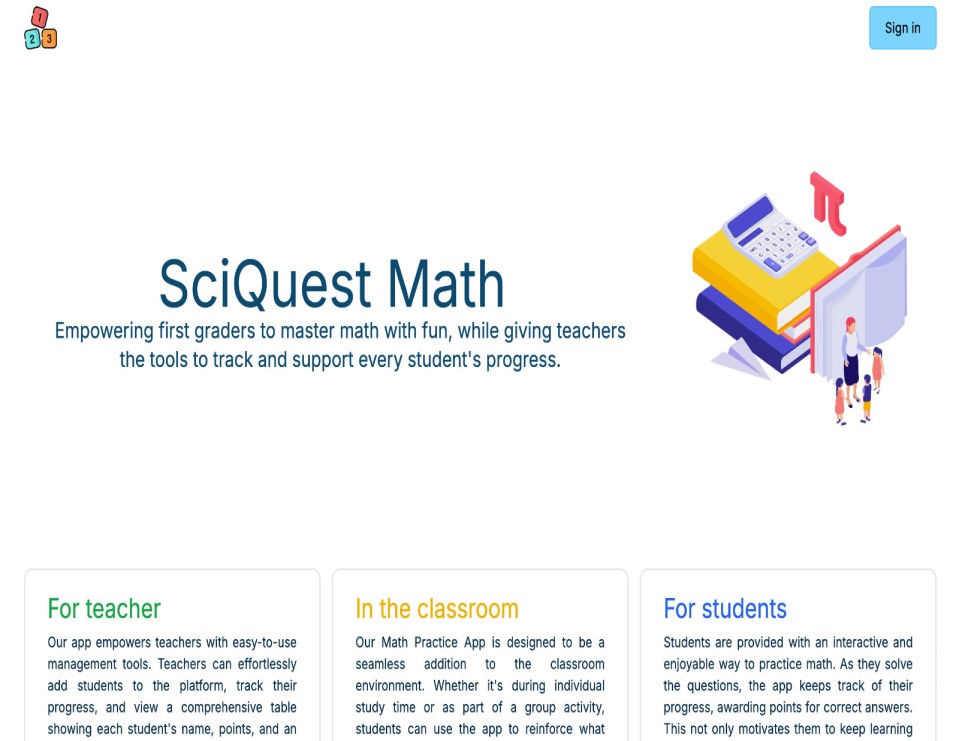 1
2 3
Sign in
π
SciQuest Math
Empowering first graders to master math with fun, while giving teachers
the tools to track and support every student's progress.
For teacher
Our app empowers teachers with easy-to-use
management tools. Teachers can effortlessly
add students to the platform, track their
progress, and view a comprehensive table
showing each student's name, points, and an
In the classroom
Our Math Practice App is designed to be a
seamless addition to the classroom
environment. Whether it's during individual
study time or as part of a group activity,
students can use the app to reinforce what
For students
Students are provided with an interactive and
enjoyable way to practice math. As they solve
the questions, the app keeps track of their
progress, awarding points for correct answers.
This not only motivates them to keep learning